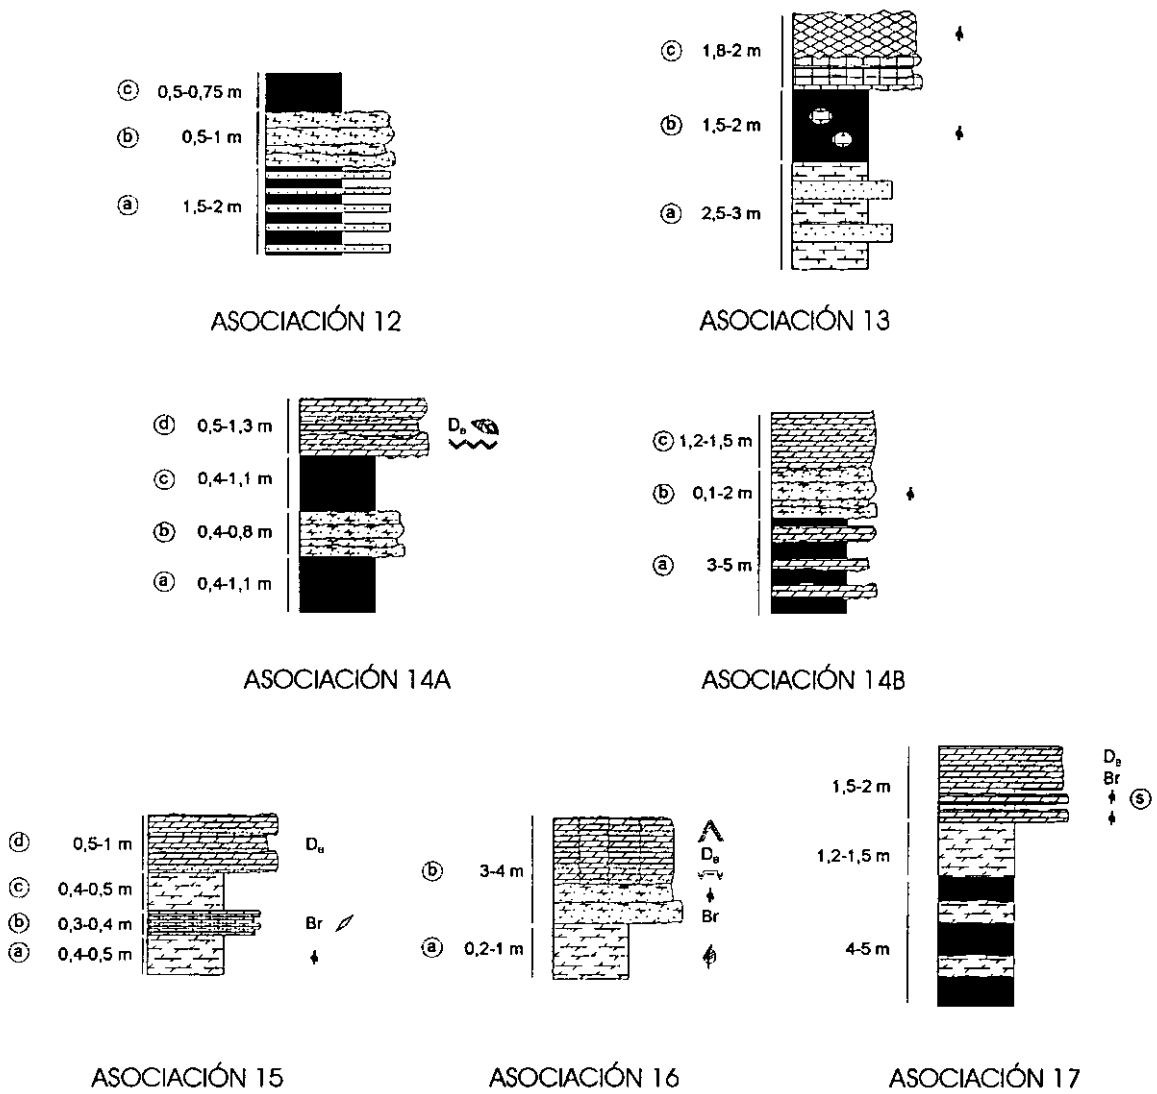 ⓒ 0,5-0,75 m
ⓑ 0,5-1 m
ⓐ 1,5-2 m
ASOCIACIÓN 12
ⓒ 1,8-2 m
ⓑ 1,5-2 m
ⓐ 2,5-3 m
ASOCIACIÓN 13
ⓓ 0,5-1,3 m D_B
ⓒ 0,4-1,1 m
ⓑ 0,4-0,8 m
ⓐ 0,4-1,1 m
ASOCIACIÓN 14A
ⓒ 1,2-1,5 m
ⓑ 0,1-2 m
ⓐ 3-5 m
ASOCIACIÓN 14B
ⓓ 0,5-1 m D_B
ⓒ 0,4-0,5 m
ⓑ 0,3-0,4 m Br
ⓐ 0,4-0,5 m
ASOCIACIÓN 15
D_B
ⓑ 3-4 m
Br
ⓐ 0,2-1 m
ASOCIACIÓN 16
D_B
Br
1,5-2 m ⓢ
1,2-1,5 m
4-5 m
ASOCIACIÓN 17